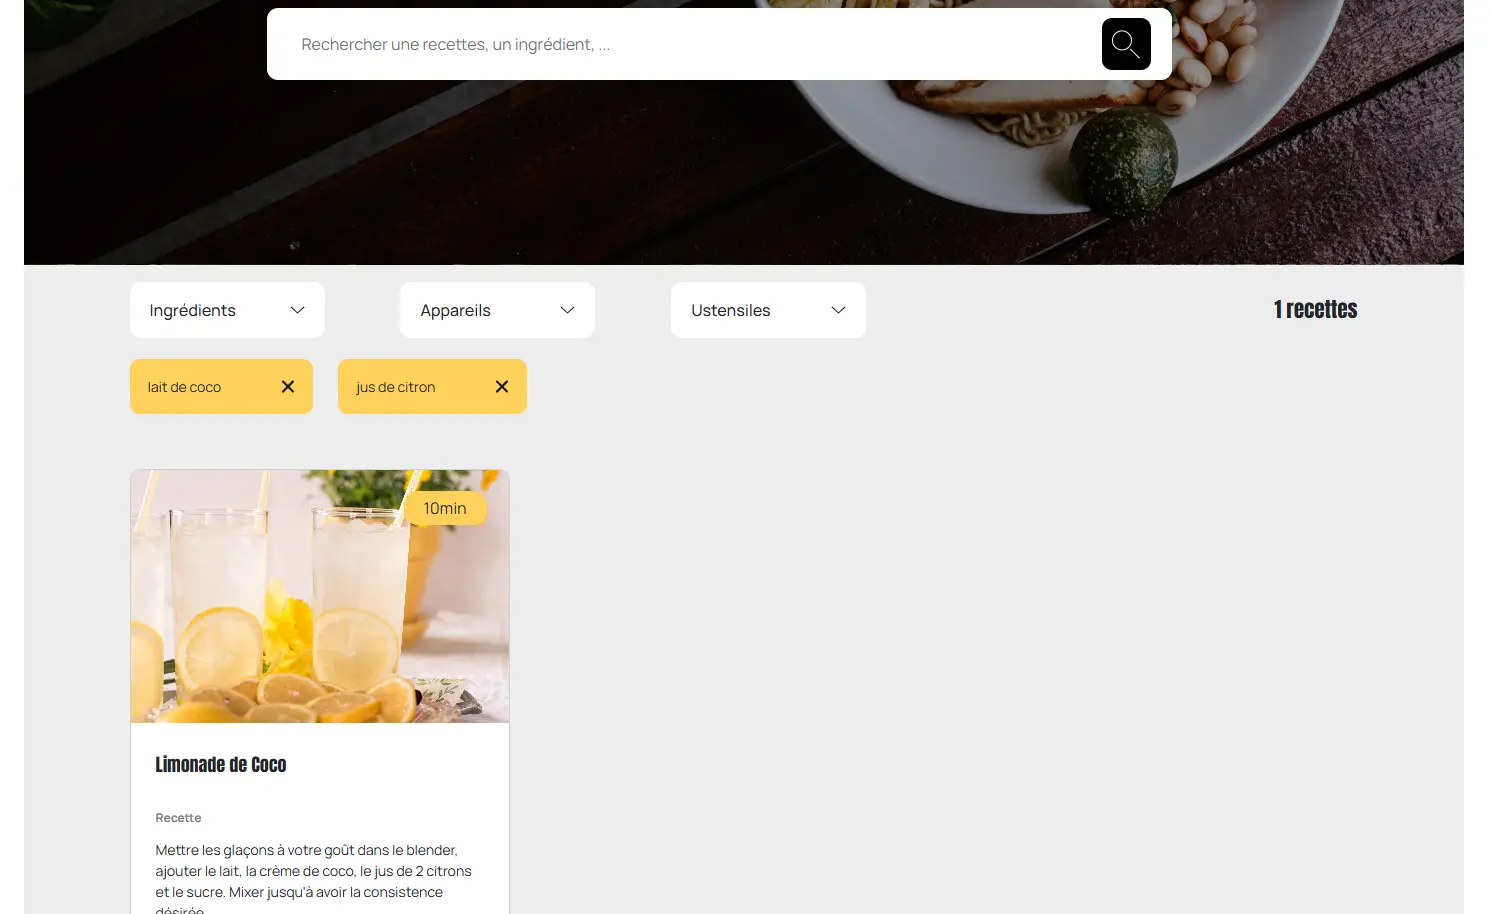 Rechercher une recettes, un ingrédient, ...
Ingrédients
Appareils
Ustensiles
1 recettes
lait de coco
jus de citron
10min
Limonade de Coco
Recette
Mettre les glaçons à votre goût dans le blender,
ajouter le lait, la crème de coco, le jus de 2 citrons
et le sucre. Mixer jusqu'à avoir la consistence
désirée